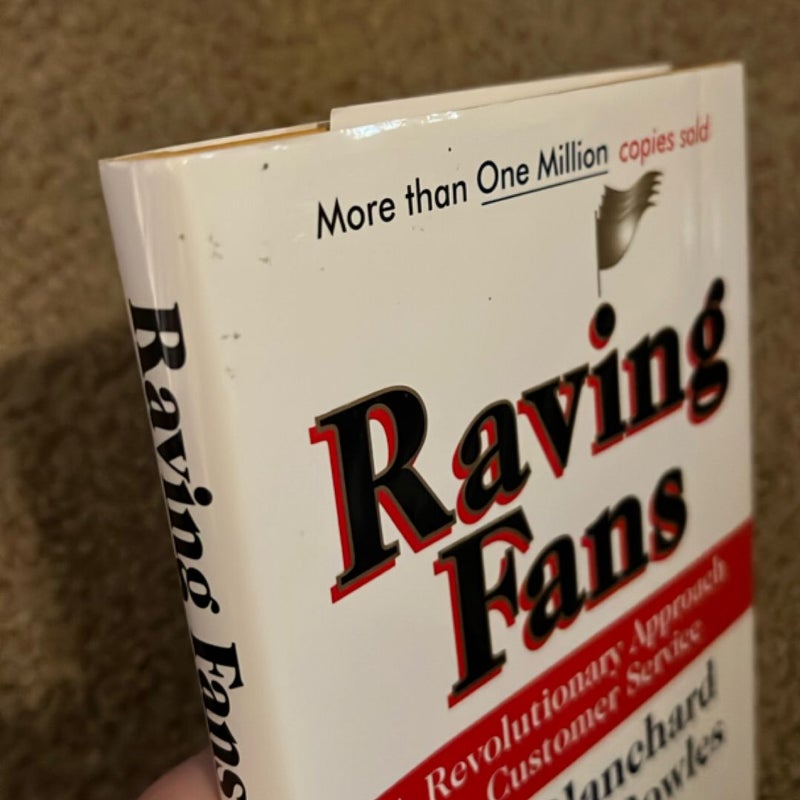 More than One Million copies sold
Raving
Fans
Revolutionary Approach
Customer Service
Blanchard
Bowles
Raving Fans